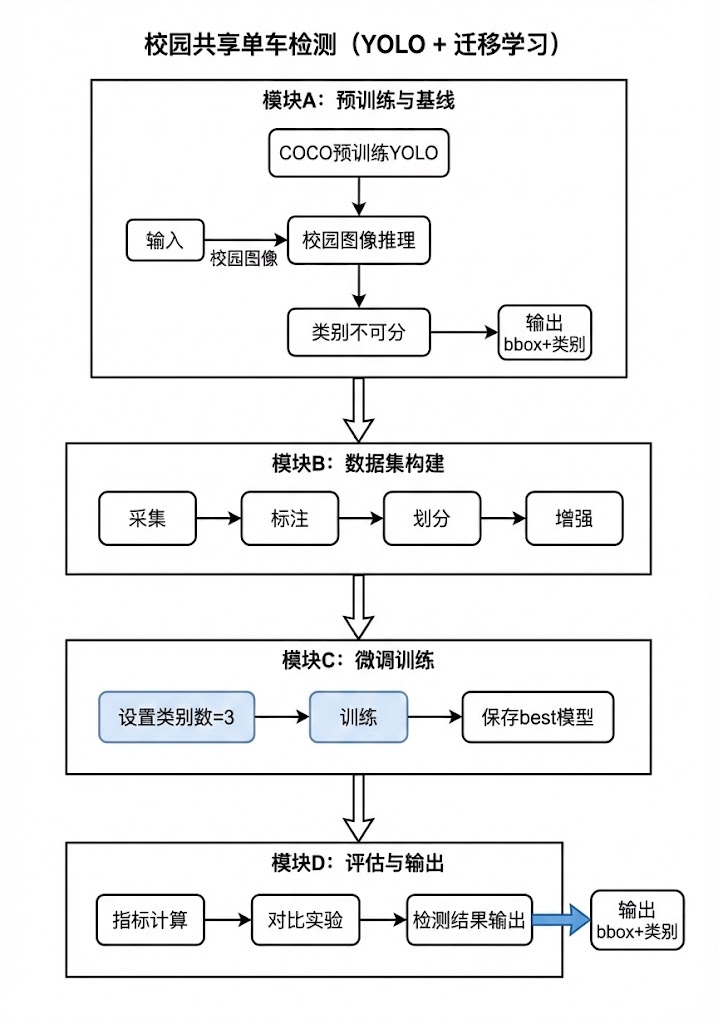 校园共享单车检测（YOLO + 迁移学习）
模块A：预训练与基线
COCO预训练YOLO
输入
校园图像
校园图像推理
类别不可分
输出
bbox+类别
模块B：数据集构建
采集
标注
划分
增强
模块C：微调训练
设置类别数=3
训练
保存best模型
模块D：评估与输出
指标计算
对比实验
检测结果输出
输出
bbox+类别